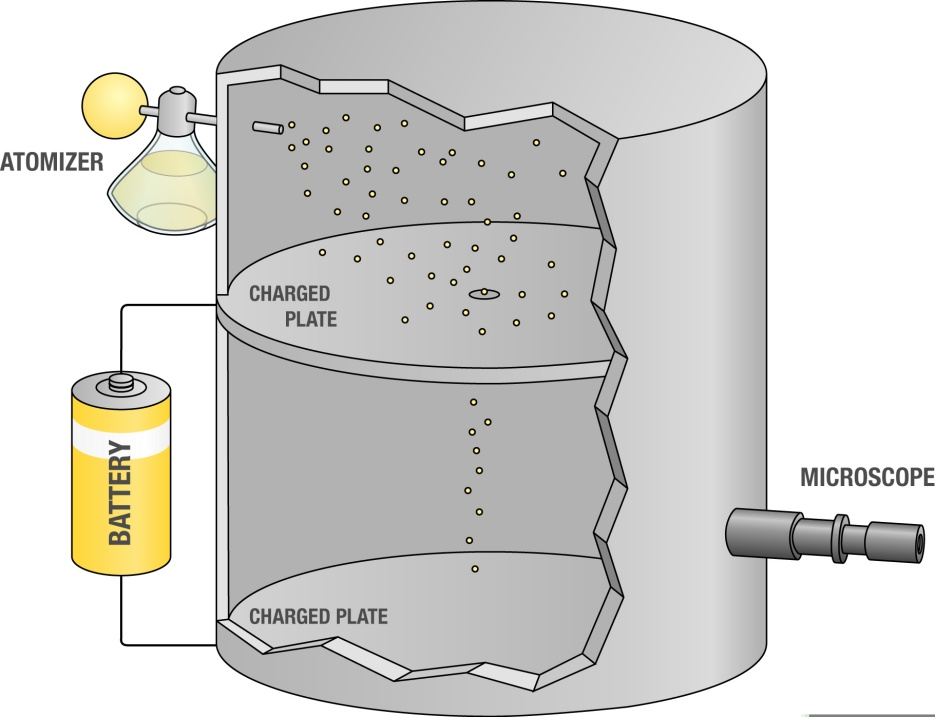 ATOMIZER
CHARGED
PLATE
BATTERY
MICROSCOPE
CHARGED PLATE